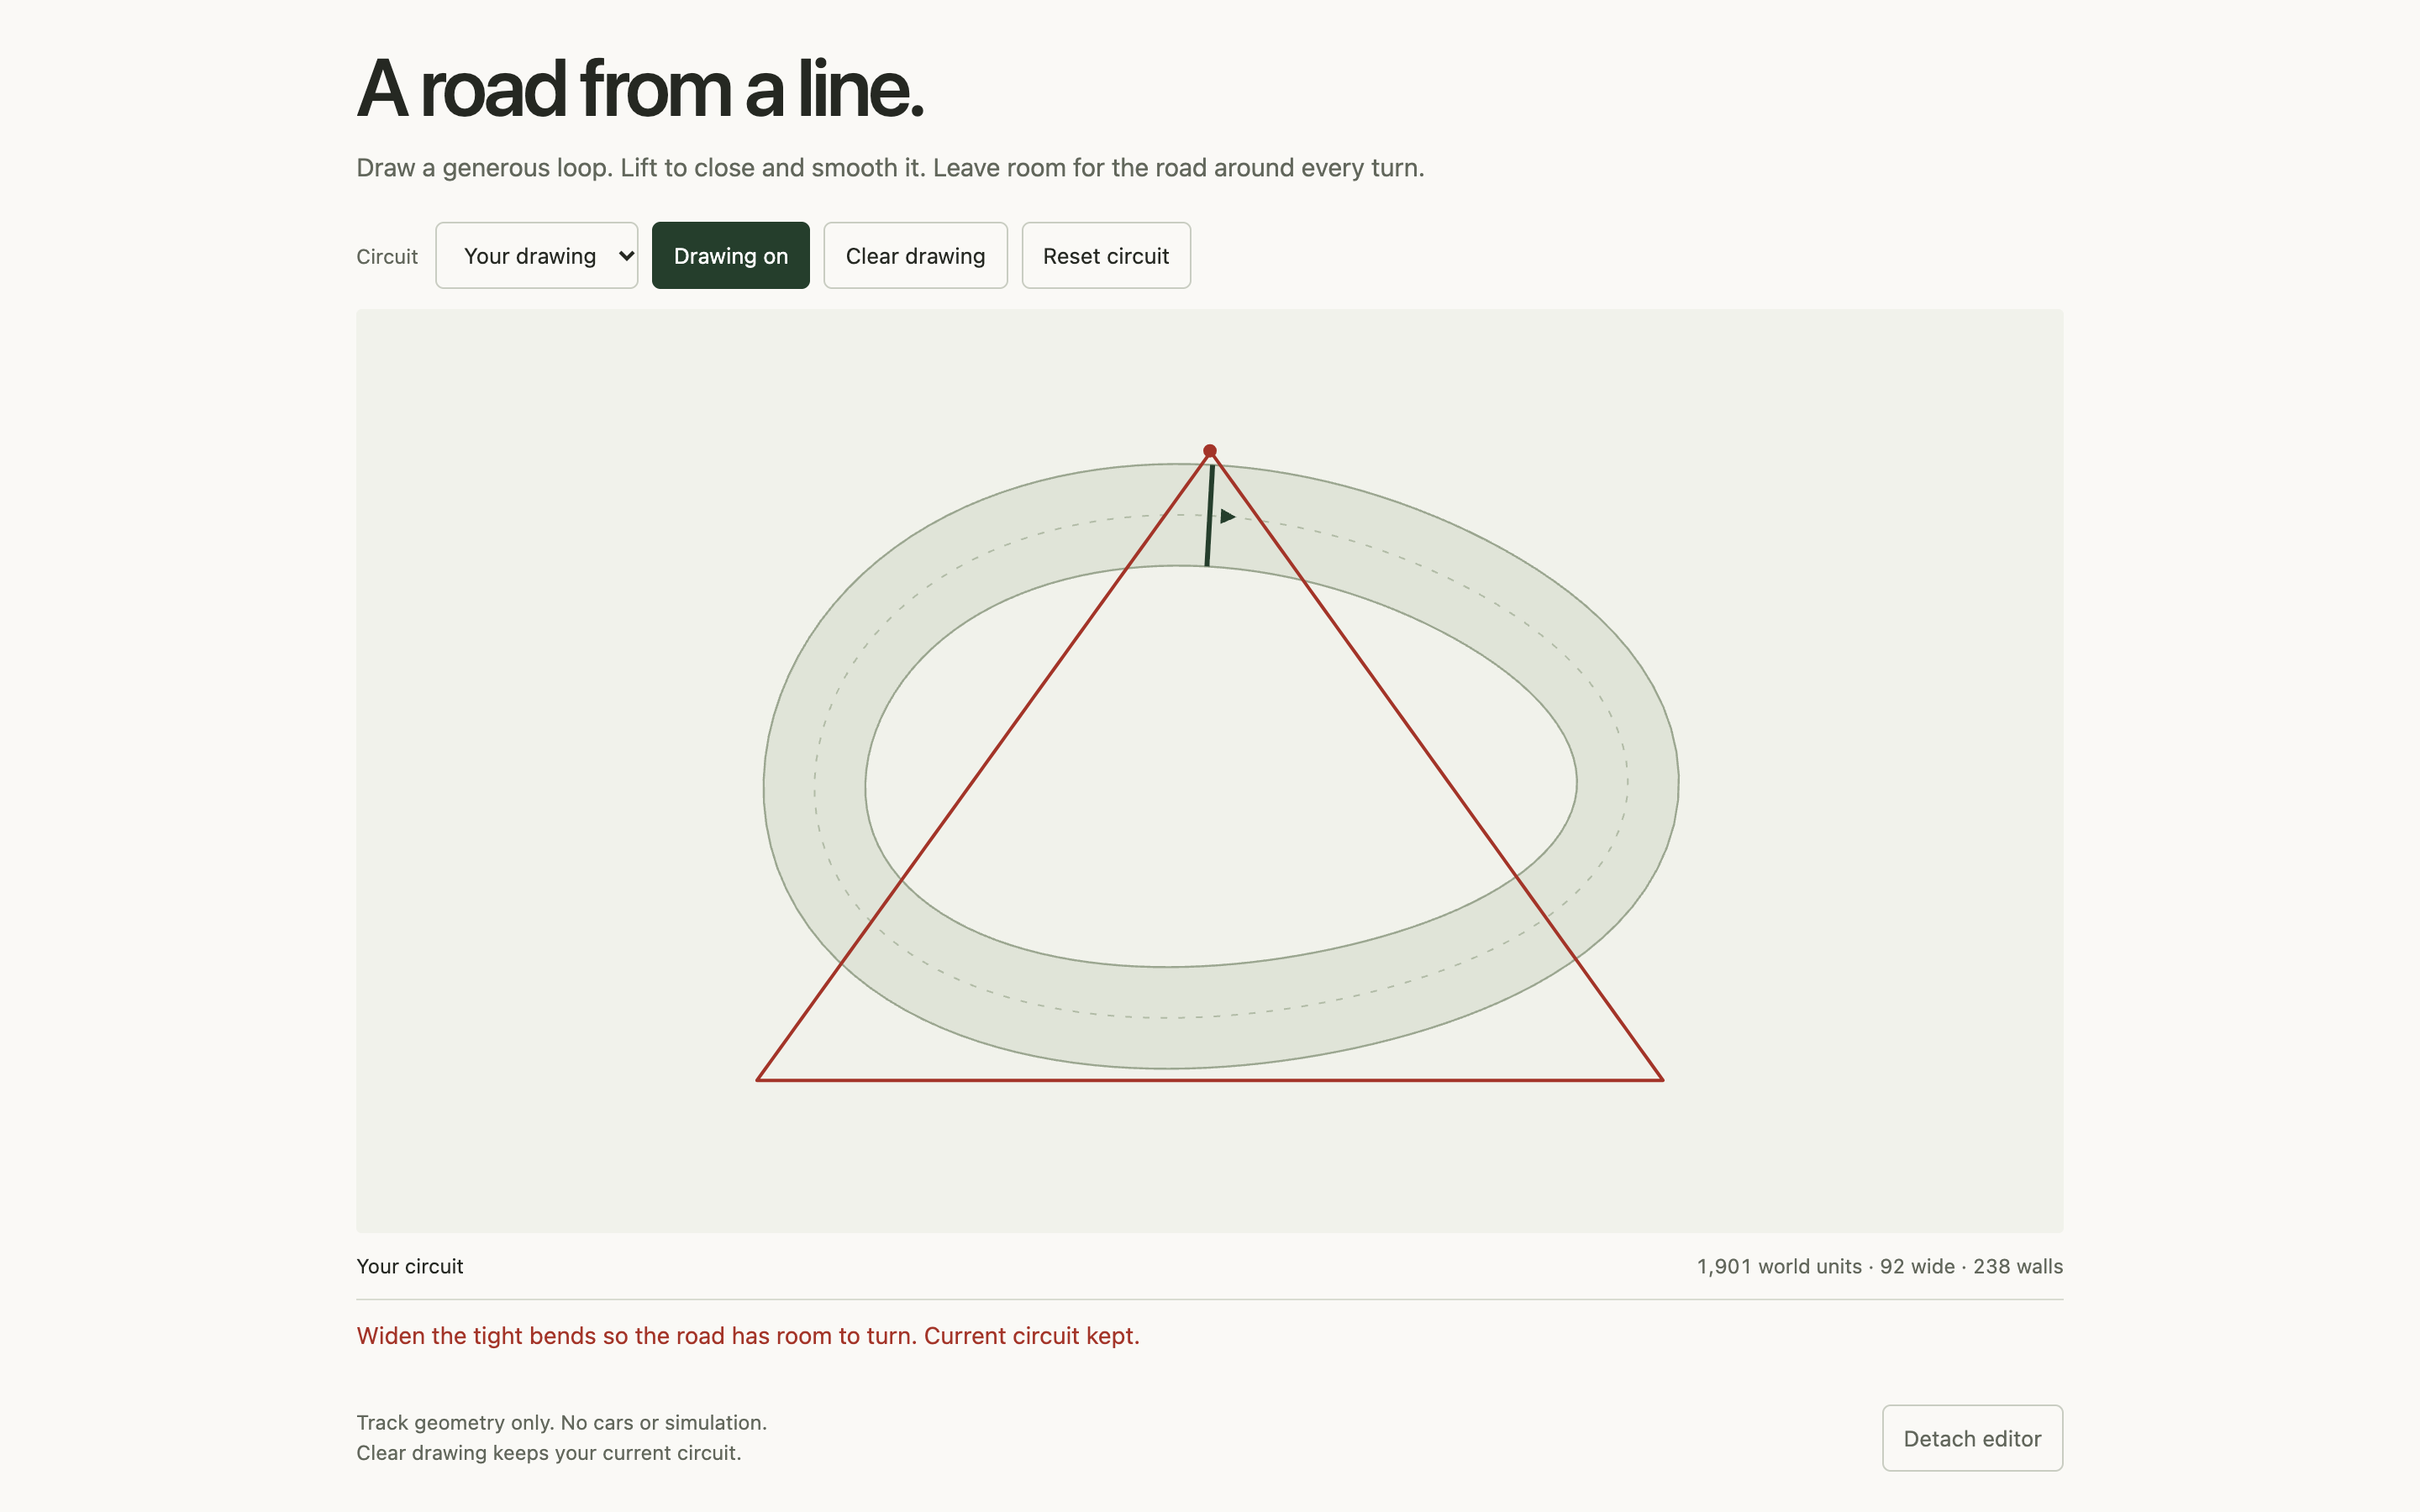 A road from a line.
Draw a generous loop. Lift to close and smooth it. Leave room for the road around every turn.
Circuit Your drawing Drawing on Clear drawing Reset circuit
Your circuit 1,901 world units · 92 wide · 238 walls
Widen the tight bends so the road has room to turn. Current circuit kept.
Track geometry only. No cars or simulation.
Clear drawing keeps your current circuit.
Detach editor